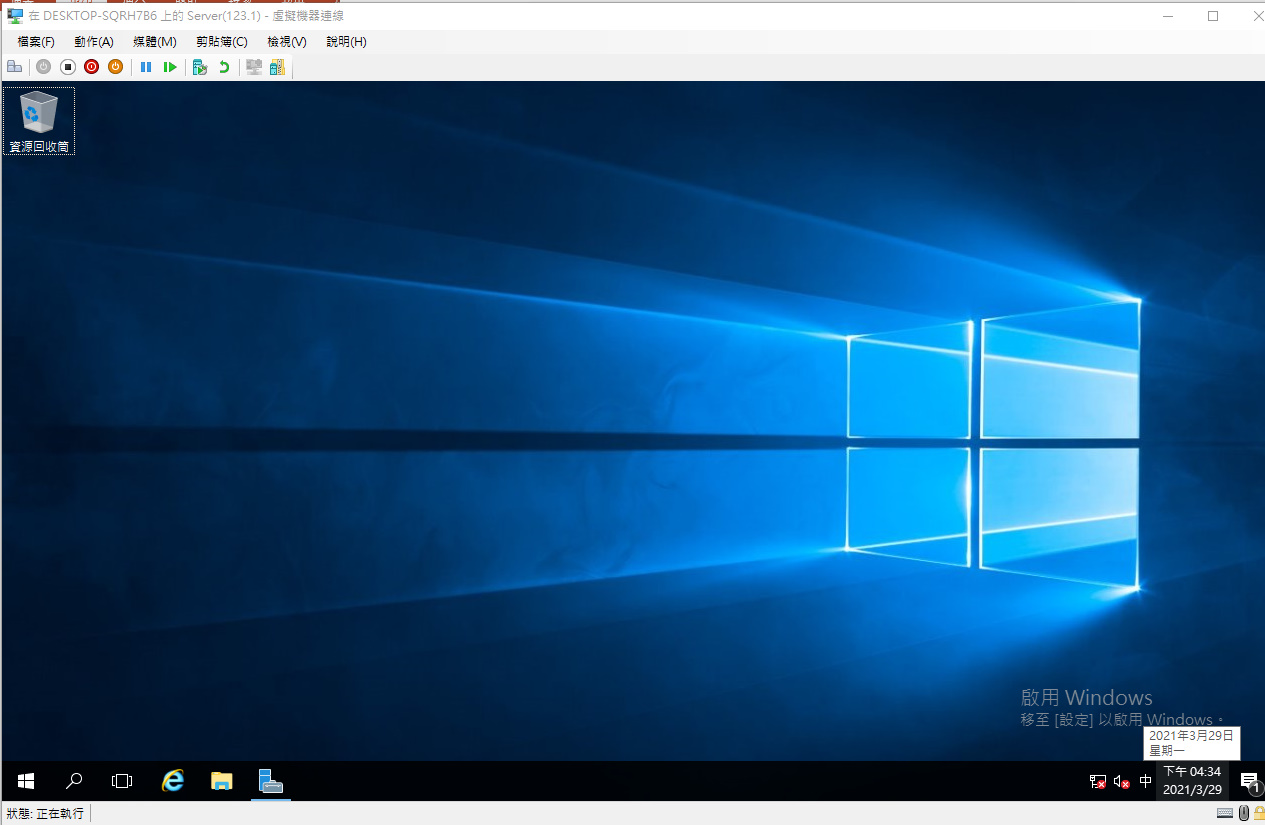 在 DESKTOP-SQRH7B6 上的 Server(123.1) - 虛擬機器連線
檔案(F) 動作(A) 媒體(M) 剪貼簿(C) 檢視(V) 說明(H)
資源回收筒
啟用 Windows
移至 [設定] 以啟用 Windows。
2021年3月29日
星期一
中
下午 04:34
2021/3/29
1
狀態: 正在執行